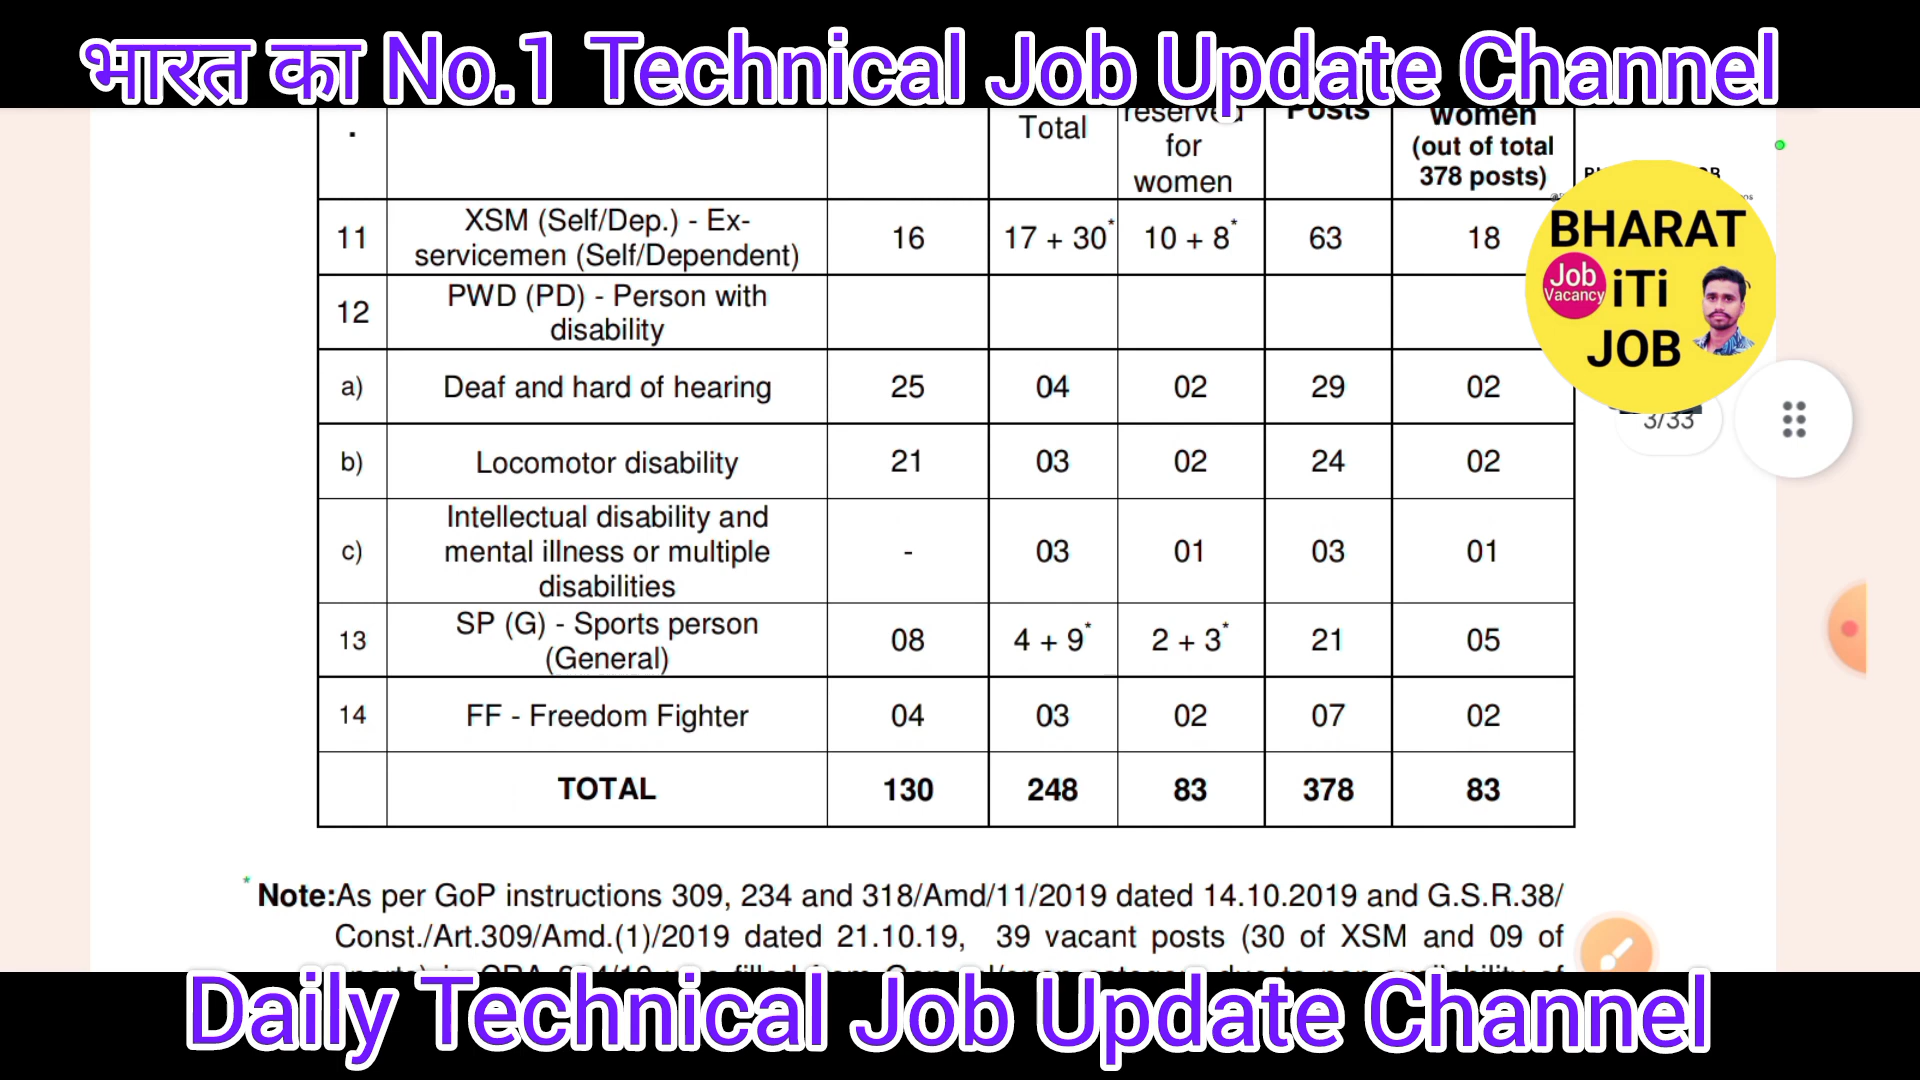 भारत का No.1 Technical Job Update Channel
.
Total
reserved
for
women
Posts
women
(out of total
378 posts)
11 XSM (Self/Dep.) - Ex-
servicemen (Self/Dependent) 16 17 + 30* 10 + 8* 63 18
12 PWD (PD) - Person with
disability
a) Deaf and hard of hearing 25 04 02 29 02
b) Locomotor disability 21 03 02 24 02
c) Intellectual disability and
mental illness or multiple
disabilities - 03 01 03 01
13 SP (G) - Sports person
(General) 08 4 + 9* 2 + 3* 21 05
14 FF - Freedom Fighter 04 03 02 07 02
TOTAL 130 248 83 378 83
BHARAT
Job
Vacancy
iTi
JOB
3/33
* Note:As per GoP instructions 309, 234 and 318/Amd/11/2019 dated 14.10.2019 and G.S.R.38/
Const./Art.309/Amd.(1)/2019 dated 21.10.19, 39 vacant posts (30 of XSM and 09 of
Daily Technical Job Update Channel